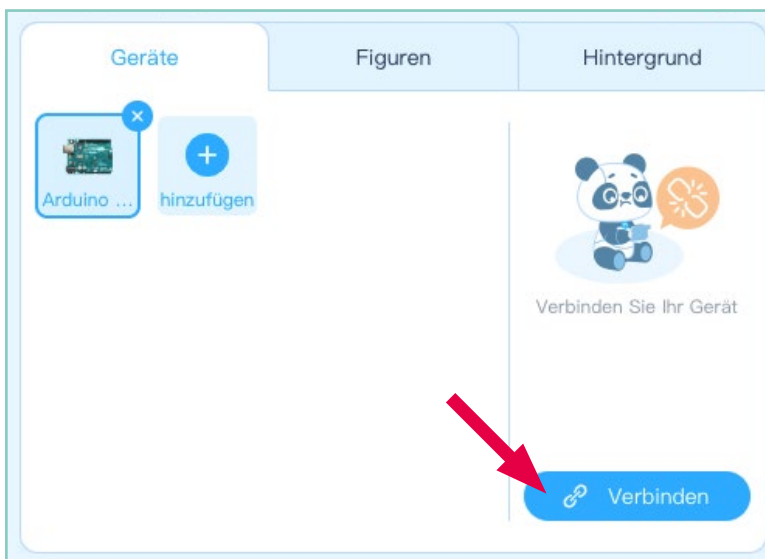 Geräte
Figuren
Hintergrund
Arduino ...
hinzufügen
Verbinden Sie Ihr Gerät
Verbinden